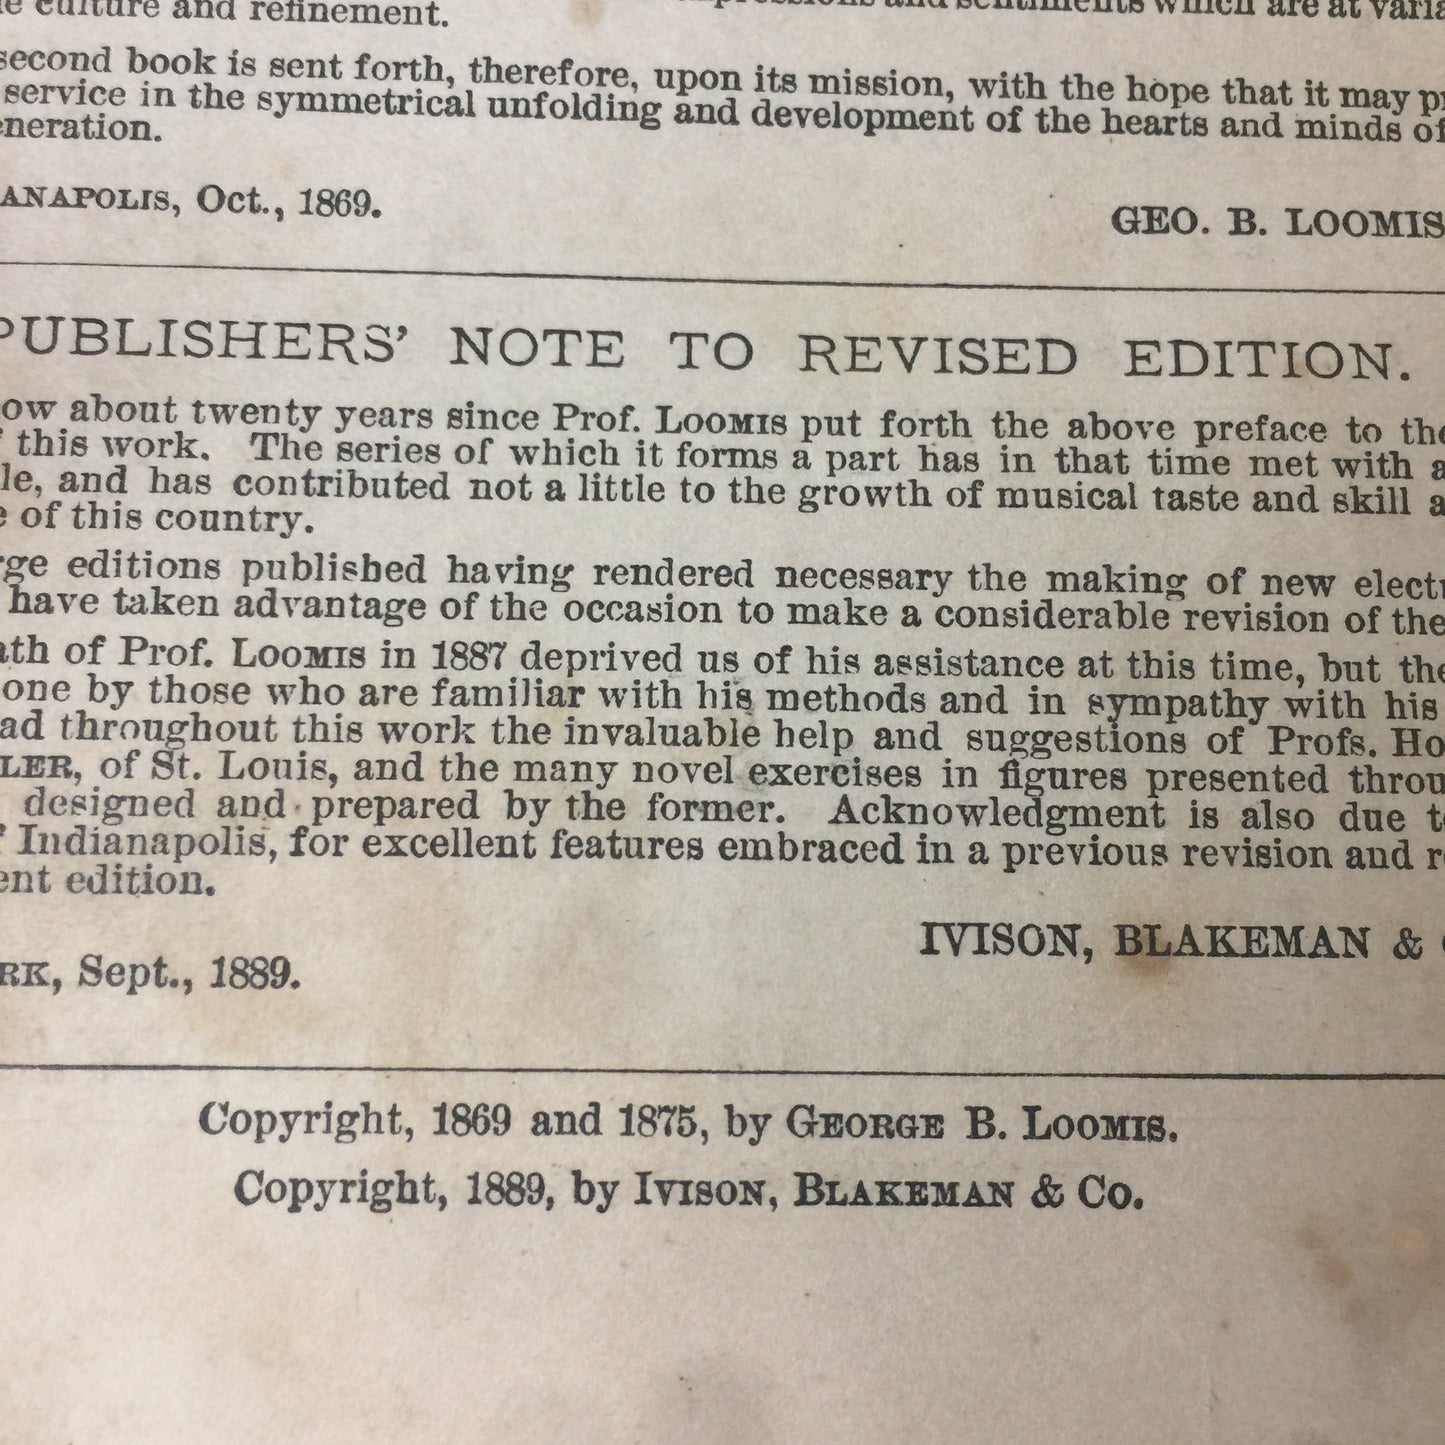 culture and refinement. and sentiments which are at
second book is sent forth, therefore, upon its mission, with the hope that it may
service in the symmetrical unfolding and development of the hearts and minds of
neration.
ANAPOLIS, Oct., 1869. GEO. B. LOOMIS
PUBLISHERS' NOTE TO REVISED EDITION.
ow about twenty years since Prof. LOOMIS put forth the above preface to the
this work. The series of which it forms a part has in that time met with a
le, and has contributed not a little to the growth of musical taste and skill a
of this country.
rge editions published having rendered necessary the making of new electr
have taken advantage of the occasion to make a considerable revision of the
ath of Prof. LOOMIS in 1887 deprived us of his assistance at this time, but the
one by those who are familiar with his methods and in sympathy with his
ad throughout this work the invaluable help and suggestions of Profs. Ho
LER, of St. Louis, and the many novel exercises in figures presented throu
designed and prepared by the former. Acknowledgment is also due t
Indianapolis, for excellent features embraced in a previous revision and r
ent edition.
IVISON, BLAKEMAN &
RK, Sept., 1889.
Copyright, 1869 and 1875, by GEORGE B. LOOMIS.
Copyright, 1889, by IVISON, BLAKEMAN & CO.